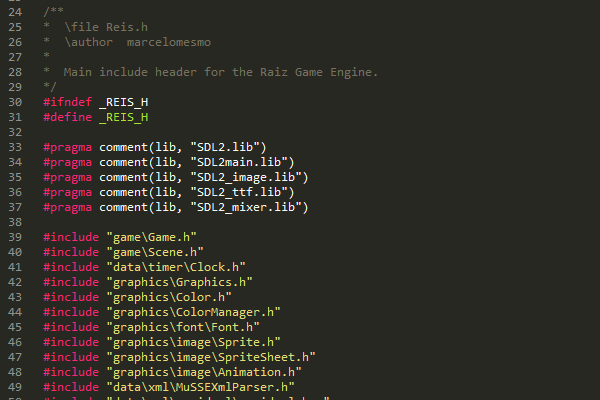 24 /**
25 * \file Reis.h
26 * \author marcelomesmo
27 *
28 * Main include header for the Raiz Game Engine.
29 */
30 #ifndef _REIS_H
31 #define _REIS_H
32
33 #pragma comment(lib, "SDL2.lib")
34 #pragma comment(lib, "SDL2main.lib")
35 #pragma comment(lib, "SDL2_image.lib")
36 #pragma comment(lib, "SDL2_ttf.lib")
37 #pragma comment(lib, "SDL2_mixer.lib")
38
39 #include "game\Game.h"
40 #include "game\Scene.h"
41 #include "data\timer\Clock.h"
42 #include "graphics\Graphics.h"
43 #include "graphics\Color.h"
44 #include "graphics\ColorManager.h"
45 #include "graphics\font\Font.h"
46 #include "graphics\image\Sprite.h"
47 #include "graphics\image\SpriteSheet.h"
48 #include "graphics\image\Animation.h"
49 #include "data\xml\MuSSEXmlParser.h"